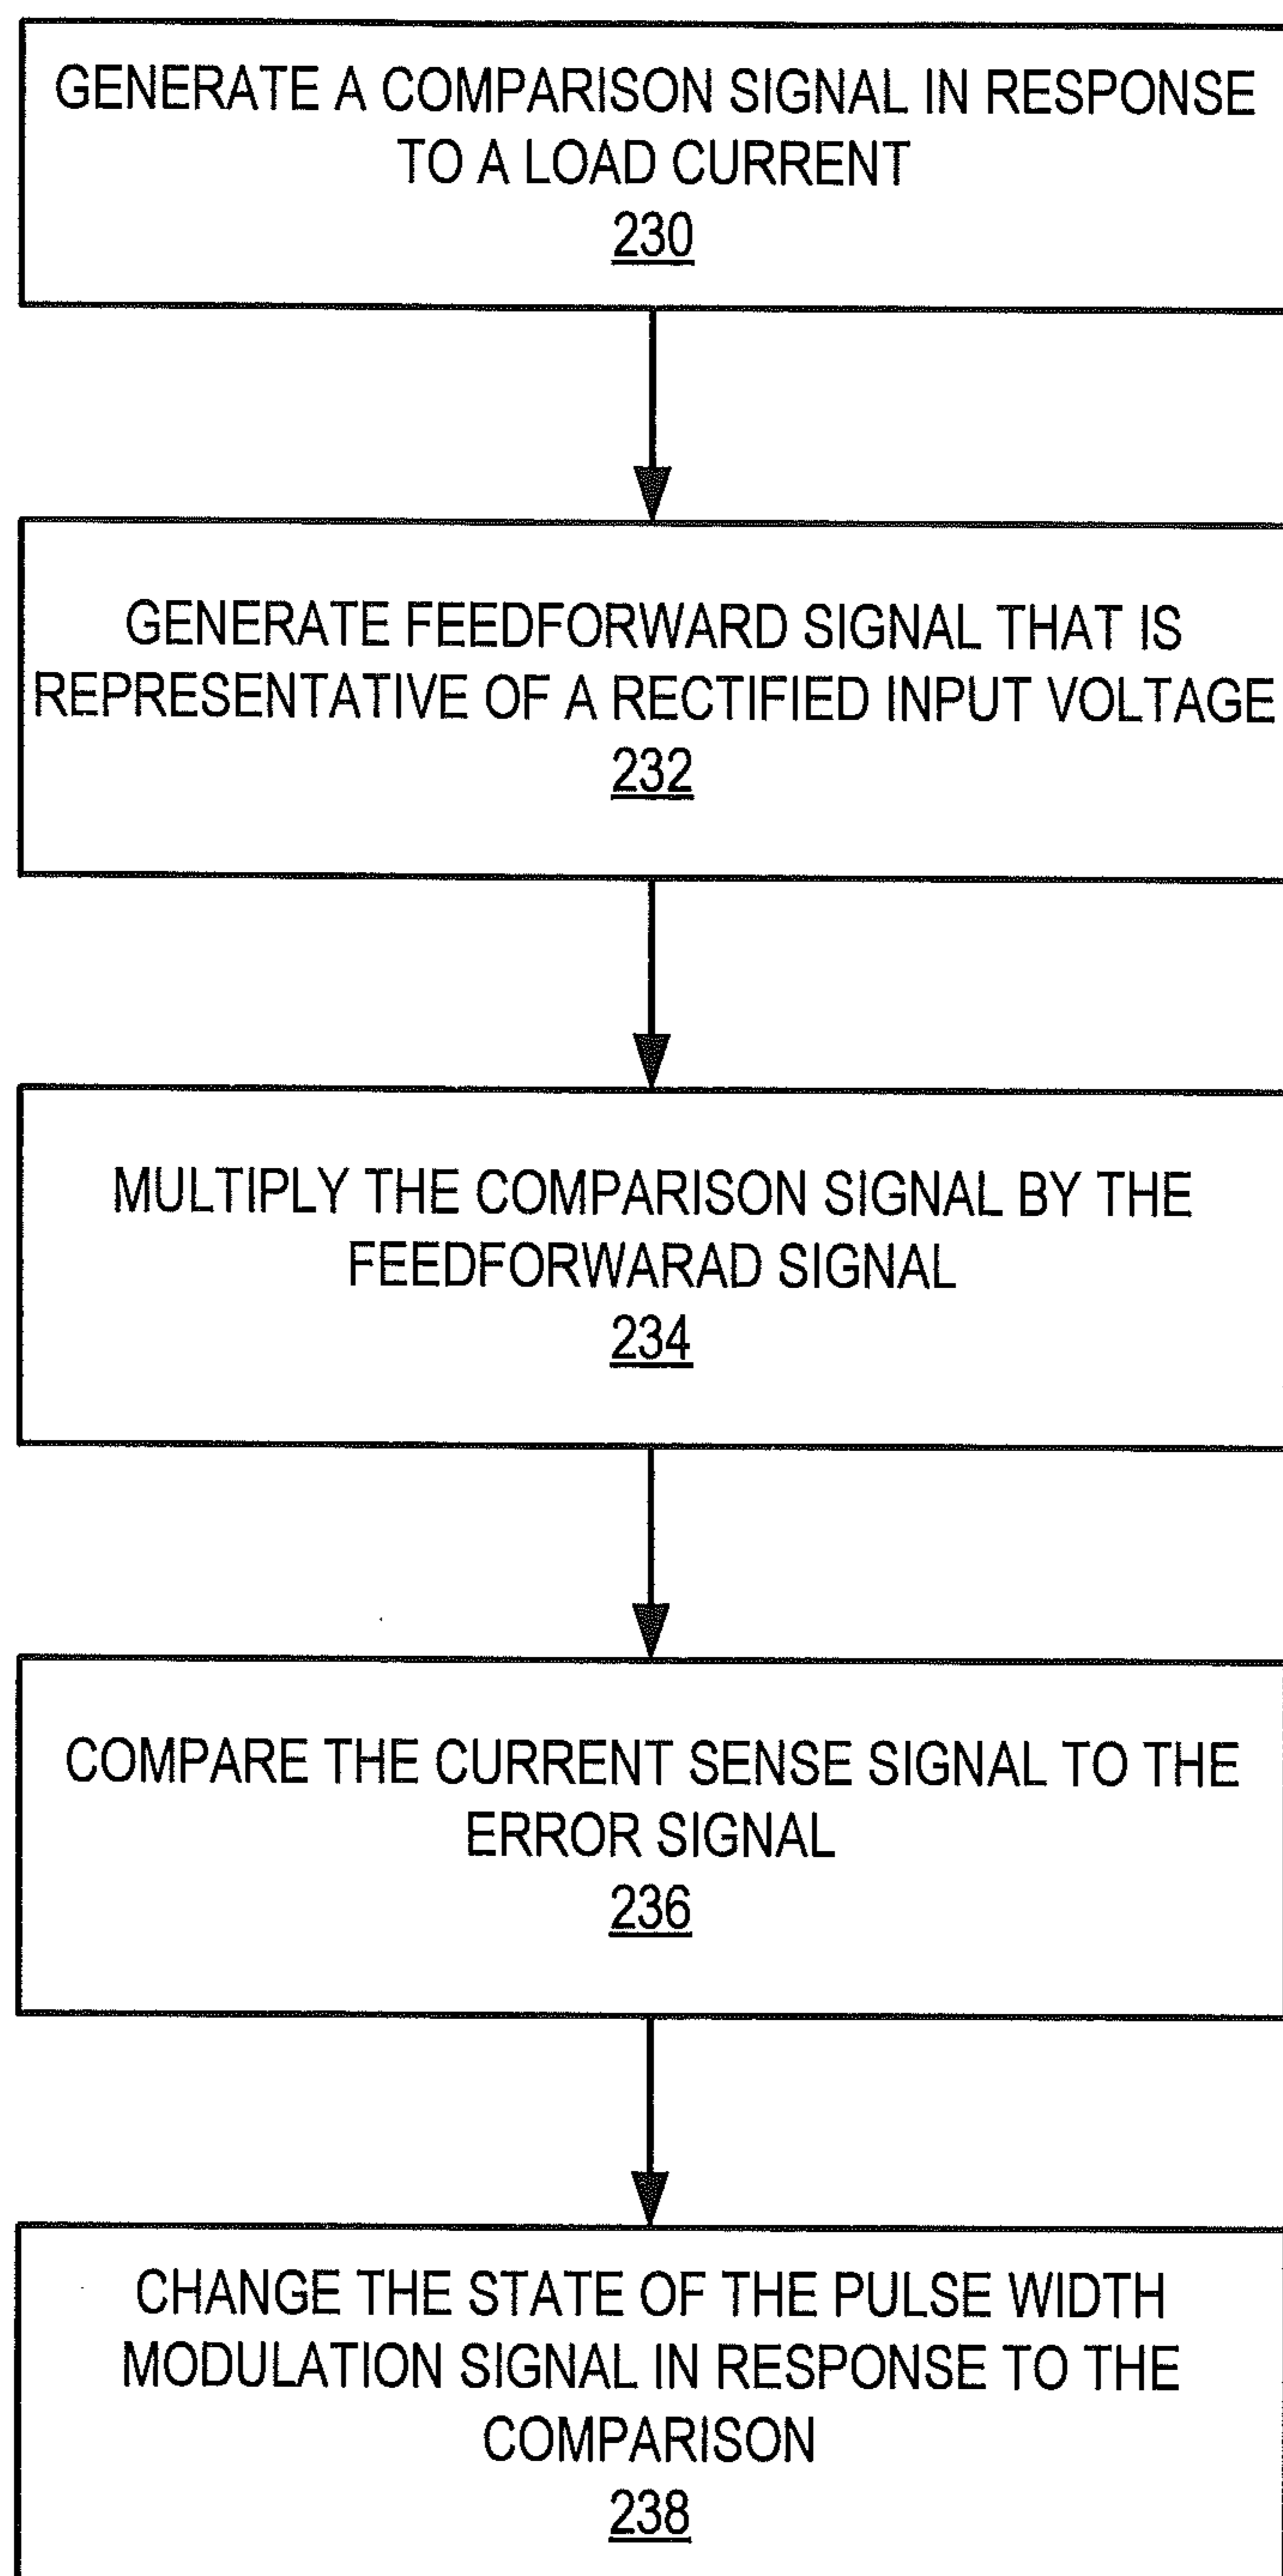 GENERATE A COMPARISON SIGNAL IN RESPONSE
TO A LOAD CURRENT
230
GENERATE FEEDFORWARD SIGNAL THAT IS
REPRESENTATIVE OF A RECTIFIED INPUT VOLTAGE
232
MULTIPLY THE COMPARISON SIGNAL BY THE
FEEDFORWARAD SIGNAL
234
COMPARE THE CURRENT SENSE SIGNAL TO THE
ERROR SIGNAL
236
CHANGE THE STATE OF THE PULSE WIDTH
MODULATION SIGNAL IN RESPONSE TO THE
COMPARISON
238